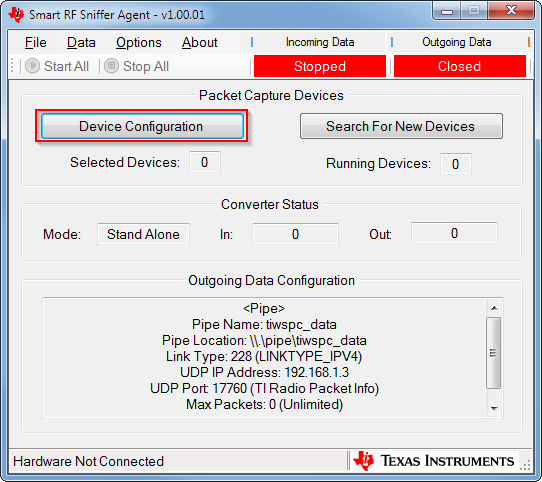 Smart RF Sniffer Agent - v1.00.01
File Data Options About Incoming Data Outgoing Data
Start All Stop All Stopped Closed
Packet Capture Devices
Device Configuration Search For New Devices
Selected Devices: 0 Running Devices: 0
Converter Status
Mode: Stand Alone In: 0 Out: 0
Outgoing Data Configuration
<Pipe>
Pipe Name: tiwspc_data
Pipe Location: \\.\pipe\tiwspc_data
Link Type: 228 (LINKTYPE_IPV4)
UDP IP Address: 192.168.1.3
UDP Port: 17760 (TI Radio Packet Info)
Max Packets: 0 (Unlimited)
Hardware Not Connected TEXAS INSTRUMENTS